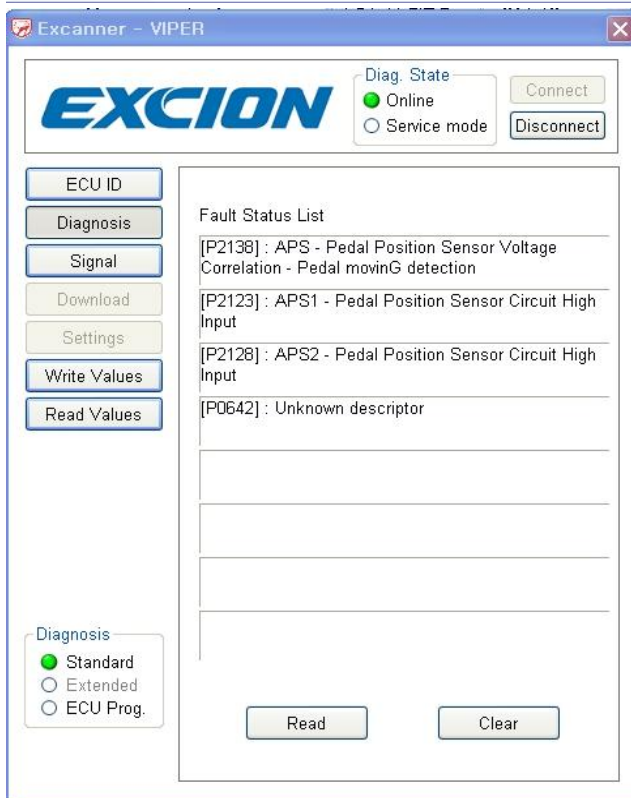 Excanner - VIPER
EXCION
Diag. State
Online
Service mode
Connect
Disconnect
ECU ID
Diagnosis
Signal
Download
Settings
Write Values
Read Values
Fault Status List
[P2138] : APS - Pedal Position Sensor Voltage
Correlation - Pedal movinG detection
[P2123] : APS1 - Pedal Position Sensor Circuit High
Input
[P2128] : APS2 - Pedal Position Sensor Circuit High
Input
[P0642] : Unknown descriptor
Diagnosis
Standard
Extended
ECU Prog.
Read
Clear